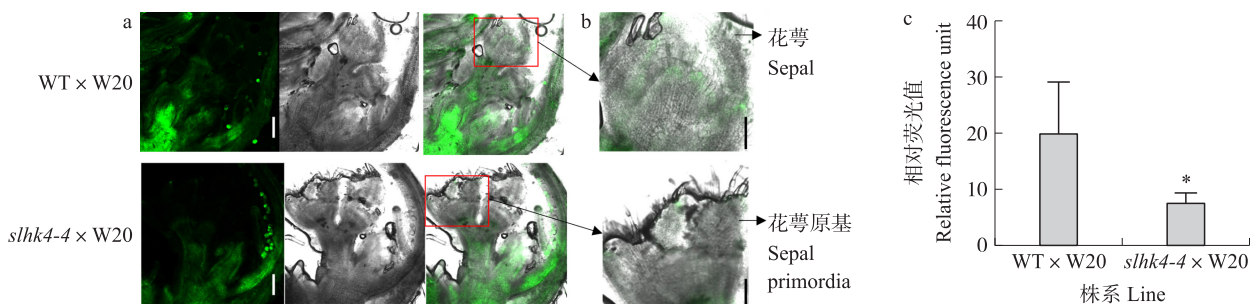 a
WT × W20
slhk4-4 × W20
b
花萼
Sepal
花萼原基
Sepal
primordia
c
相对荧光值
Relative fluorescence unit
40
30
20
10
0
*
WT × W20
slhk4-4 × W20
株系 Line